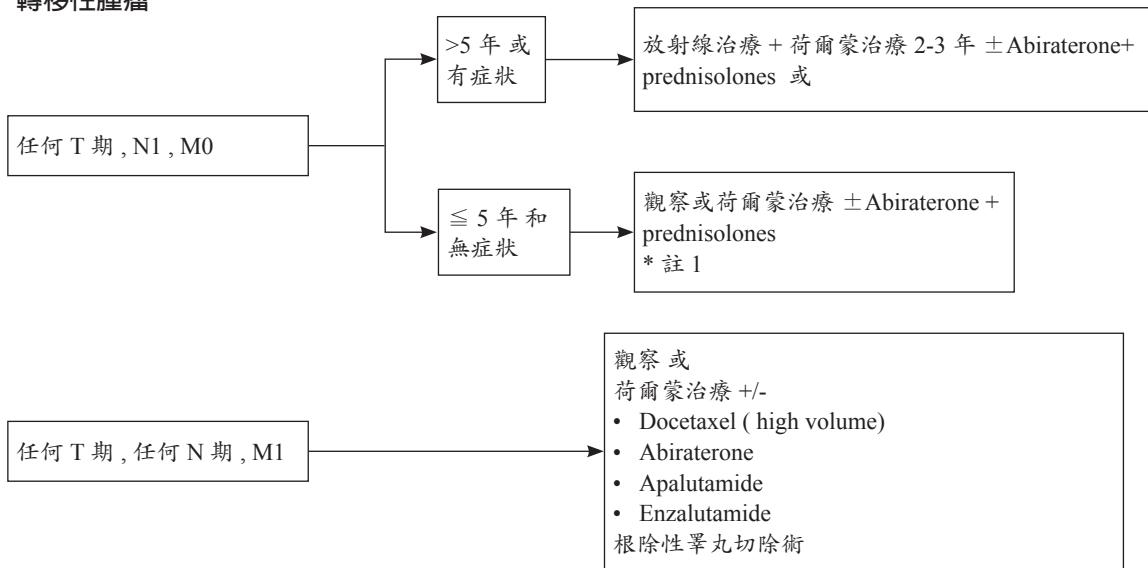 轉移性腫瘤
>5 年 或
有症狀
放射線治療 + 荷爾蒙治療 2-3 年 ±Abiraterone+
prednisolones 或
任何 T 期 , N1 , M0
≦ 5 年 和
無症狀
觀察或荷爾蒙治療 ±Abiraterone +
prednisolones
* 註 1
任何 T 期 , 任何 N 期 , M1
觀察 或
荷爾蒙治療 +/-
• Docetaxel ( high volume)
• Abiraterone
• Apalutamide
• Enzalutamide
根除性睪丸切除術